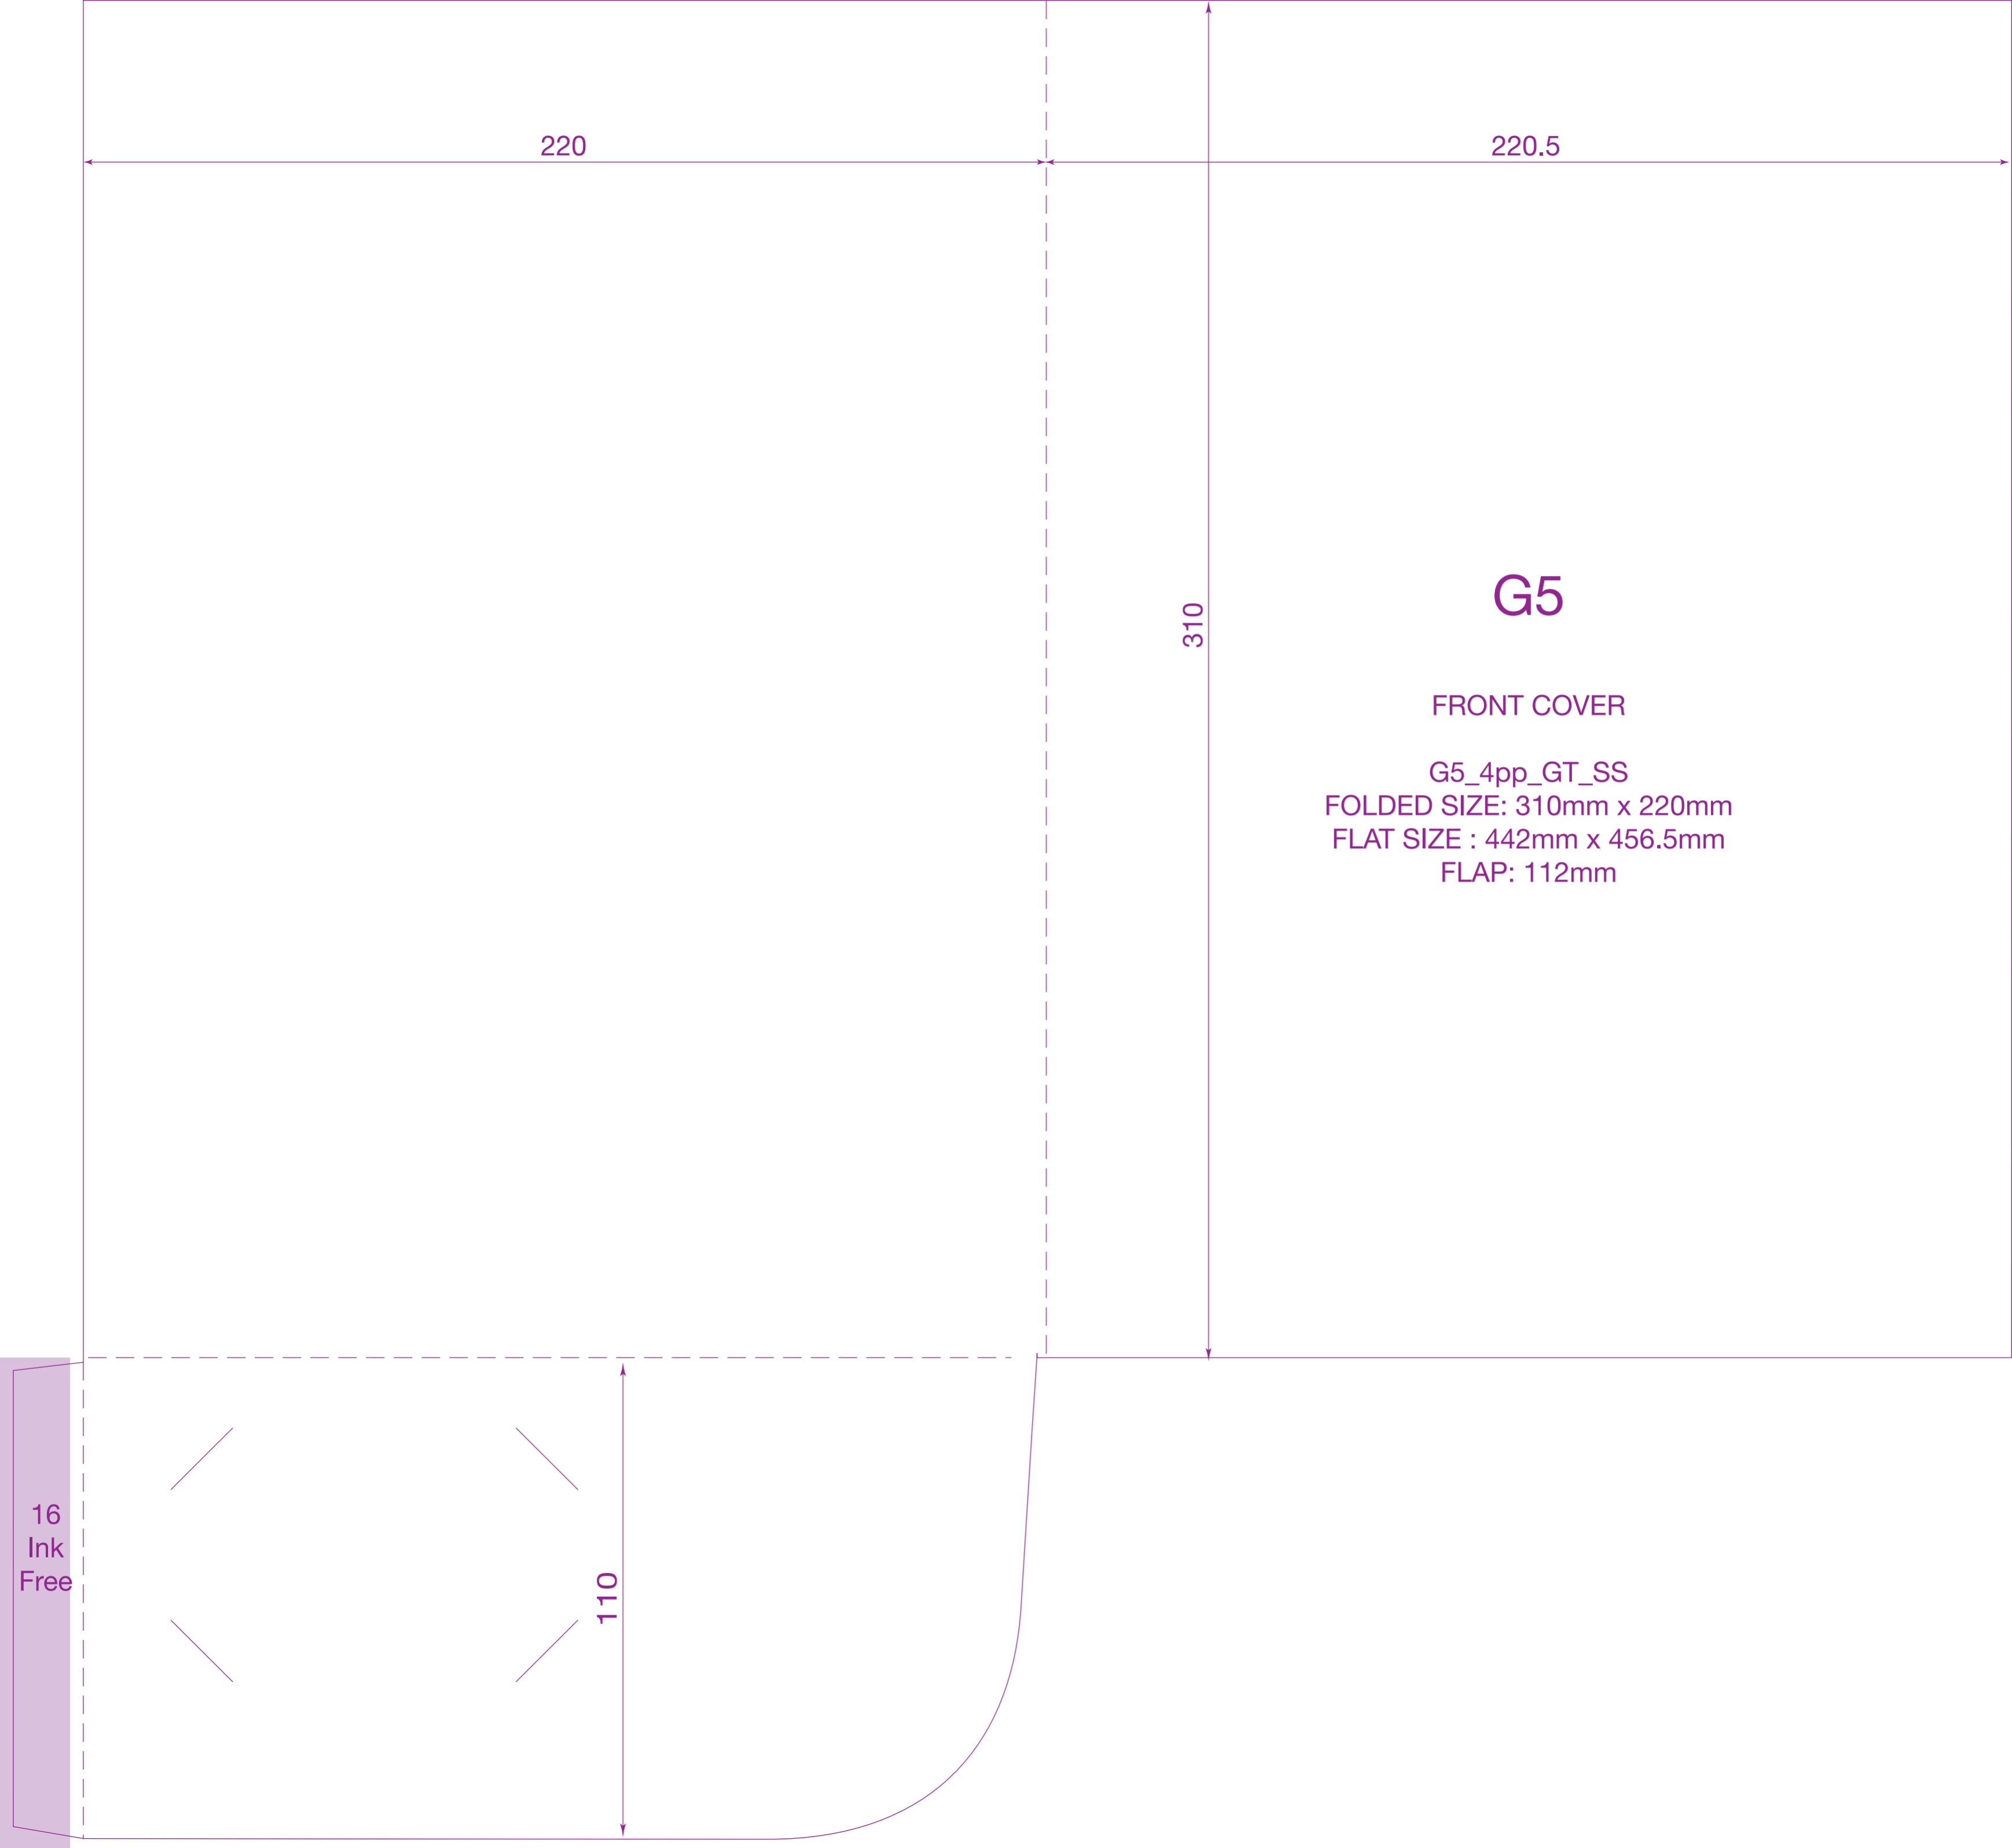 220
220.5
310
G5
FRONT COVER
G5_4pp_GT_SS
FOLDED SIZE: 310mm x 220mm
FLAT SIZE : 442mm x 456.5mm
FLAP: 112mm
16
Ink
Free
110